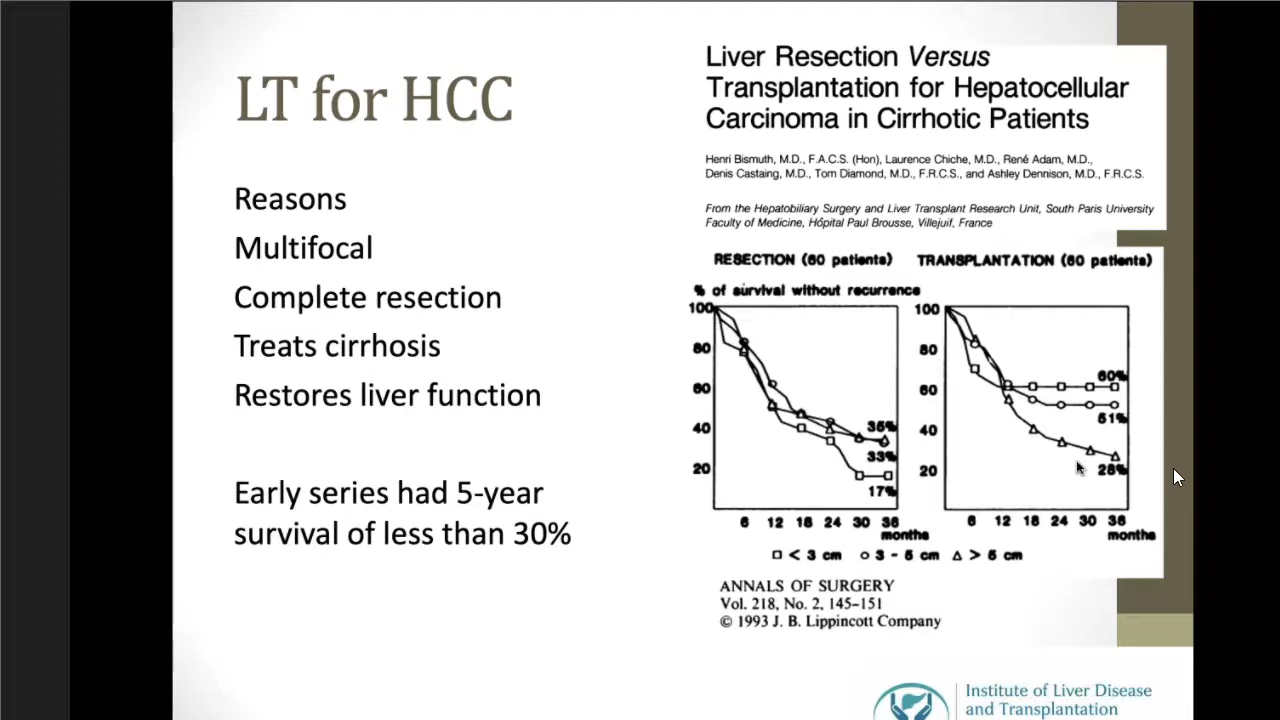 LT for HCC
Reasons
Multifocal
Complete resection
Treats cirrhosis
Restores liver function
Early series had 5-year
survival of less than 30%
Liver Resection Versus
Transplantation for Hepatocellular
Carcinoma in Cirrhotic Patients
Henri Bismuth, M.D., F.A.C.S. (Hon), Laurence Chiche, M.D., René Adam, M.D.,
Denis Castaing, M.D., Tom Diamond, M.D., F.R.C.S., and Ashley Dennison, M.D., F.R.C.S.
From the Hepatobiliary Surgery and Liver Transplant Research Unit, South Paris University
Faculty of Medicine, Hôpital Paul Brousse, Villejuif, France
RESECTION (60 patients) TRANSPLANTATION (60 patients)
% of survival without recurrence
100
80
60
40
20
35%
33%
17%
6 12 18 24 30 36
months
100
80
60
40
20
60%
51%
28%
6 12 18 24 30 36
months
< 3 cm 3 - 5 cm > 5 cm
ANNALS OF SURGERY
Vol. 218, No. 2, 145–151
© 1993 J. B. Lippincott Company
Institute of Liver Disease
and Transplantation